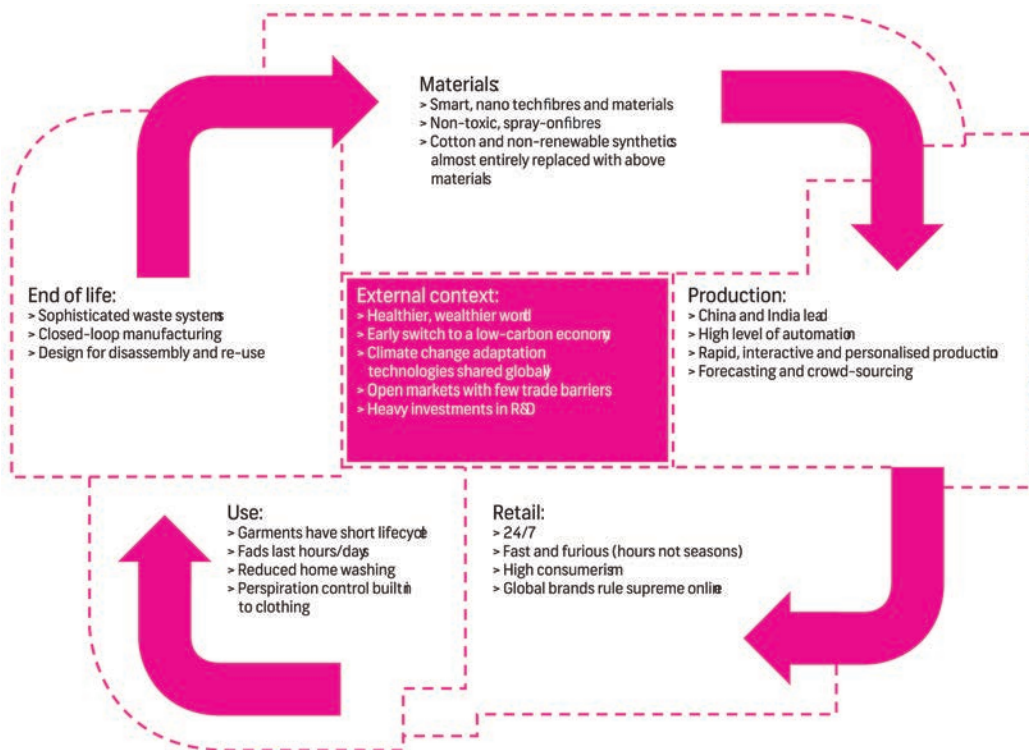 Materials:
> Smart, nano tech fibres and materials
> Non-toxic, spray-on fibres
> Cotton and non-renewable synthetics
almost entirely replaced with above
materials
End of life:
> Sophisticated waste systems
> Closed-loop manufacturing
> Design for disassembly and re-use
External context:
> Healthier, wealthier world
> Early switch to a low-carbon economy
> Climate change adaptation
technologies shared globally
> Open markets with few trade barriers
> Heavy investments in R&D
Production:
> China and India lead
> High level of automation
> Rapid, interactive and personalised production
> Forecasting and crowd-sourcing
Use:
> Garments have short lifecycle
> Fads last hours/days
> Reduced home washing
> Perspiration control built in
to clothing
Retail:
> 24/7
> Fast and furious (hours not seasons)
> High consumerism
> Global brands rule supreme online